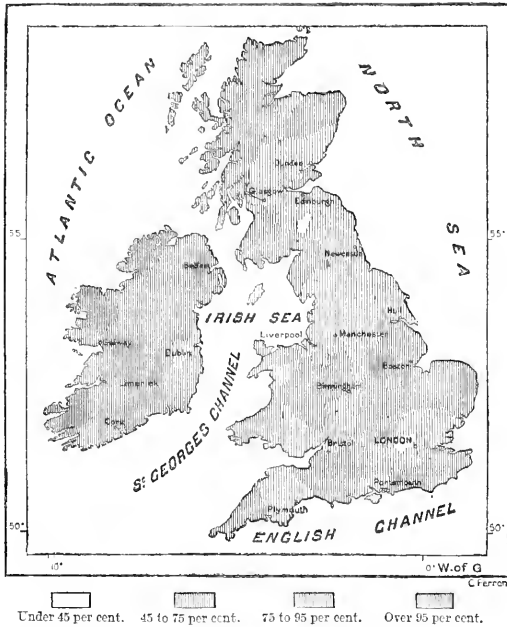 ATLANTIC OCEAN
NORTH SEA
Dundee
Glasgow
Edinburgh
55
Newcastle
Belfast
Hull
IRISH SEA
Liverpool
Manchester
Galway
Dublin
Boston
Limerick
Birmingham
Cork
ST GEORGES CHANNEL
Bristol
LONDON
Portsmouth
Plymouth
50
50
ENGLISH CHANNEL
10°
0° W. of G
C Ferron
Under 45 per cent.
45 to 75 per cent.
75 to 95 per cent.
Over 95 per cent.